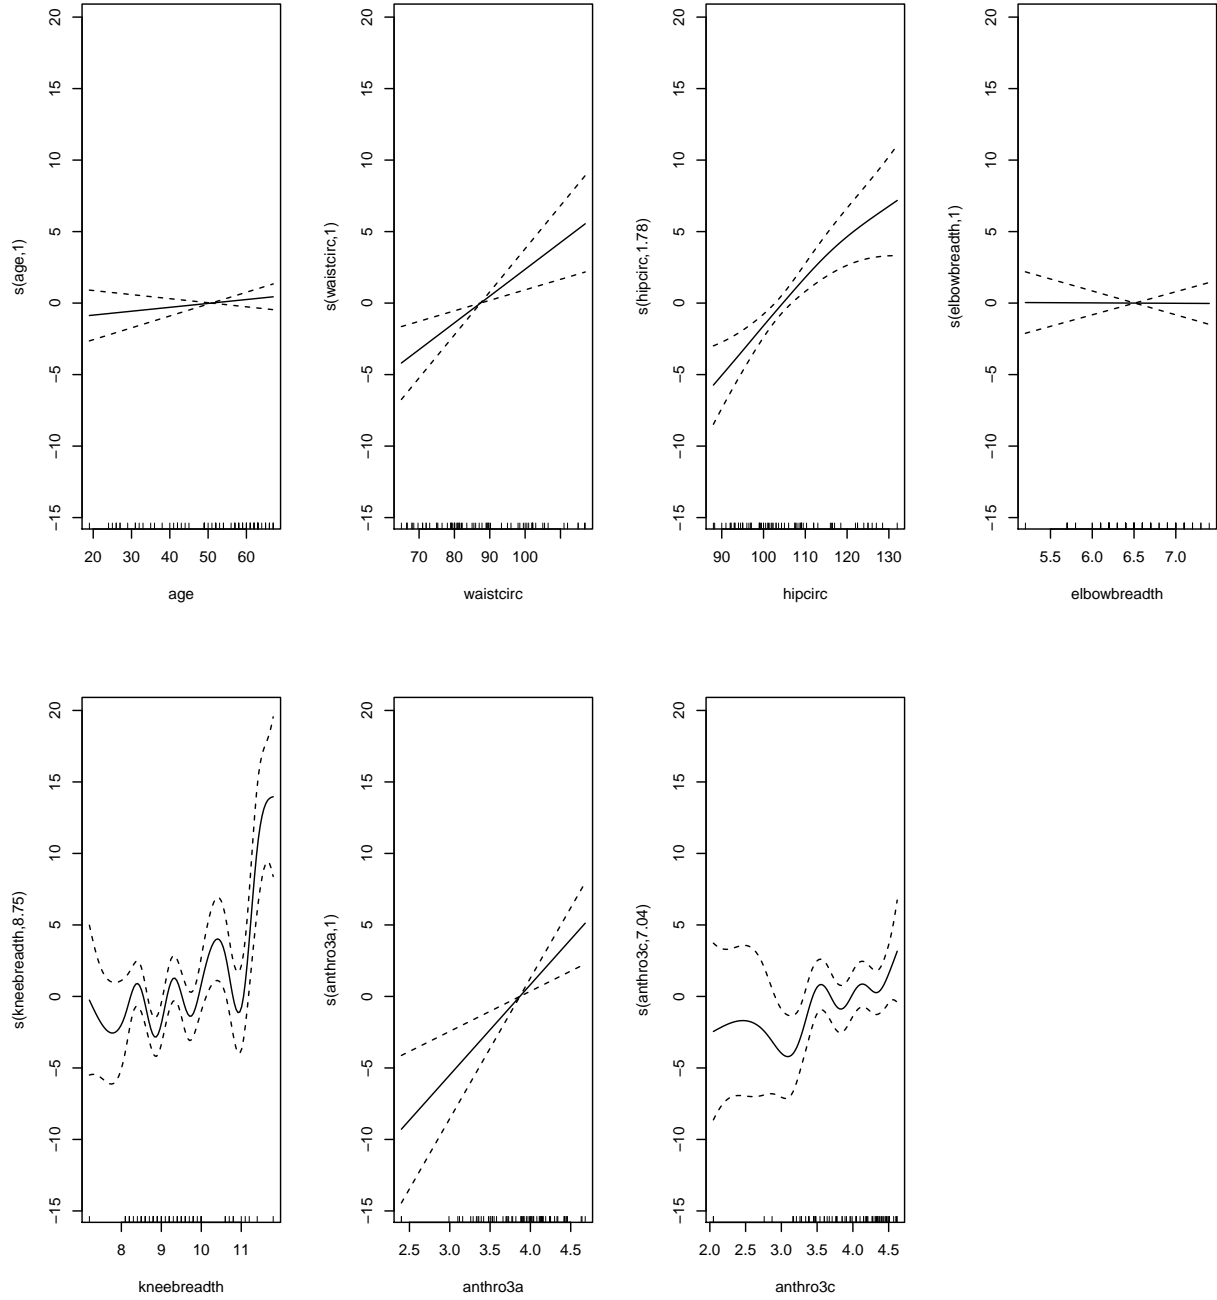 20 40 60
−15 −10 −5 0 5 10 15 20
age
s(age,1)
70 80 90 100
−15 −10 −5 0 5 10 15 20
waistcirc
s(waistcirc,1)
90 100 110 120 130
−15 −10 −5 0 5 10 15 20
hipcirc
s(hipcirc,1.78)
5.5 6.0 6.5 7.0
−15 −10 −5 0 5 10 15 20
elbowbreadth
s(elbowbreadth,1)
8 9 10 11
−15 −10 −5 0 5 10 15 20
kneebreadth
s(kneebreadth,8.75)
2.5 3.0 3.5 4.0 4.5
−15 −10 −5 0 5 10 15 20
anthro3a
s(anthro3a,1)
2.0 2.5 3.0 3.5 4.0 4.5
−15 −10 −5 0 5 10 15 20
anthro3c
s(anthro3c,7.04)